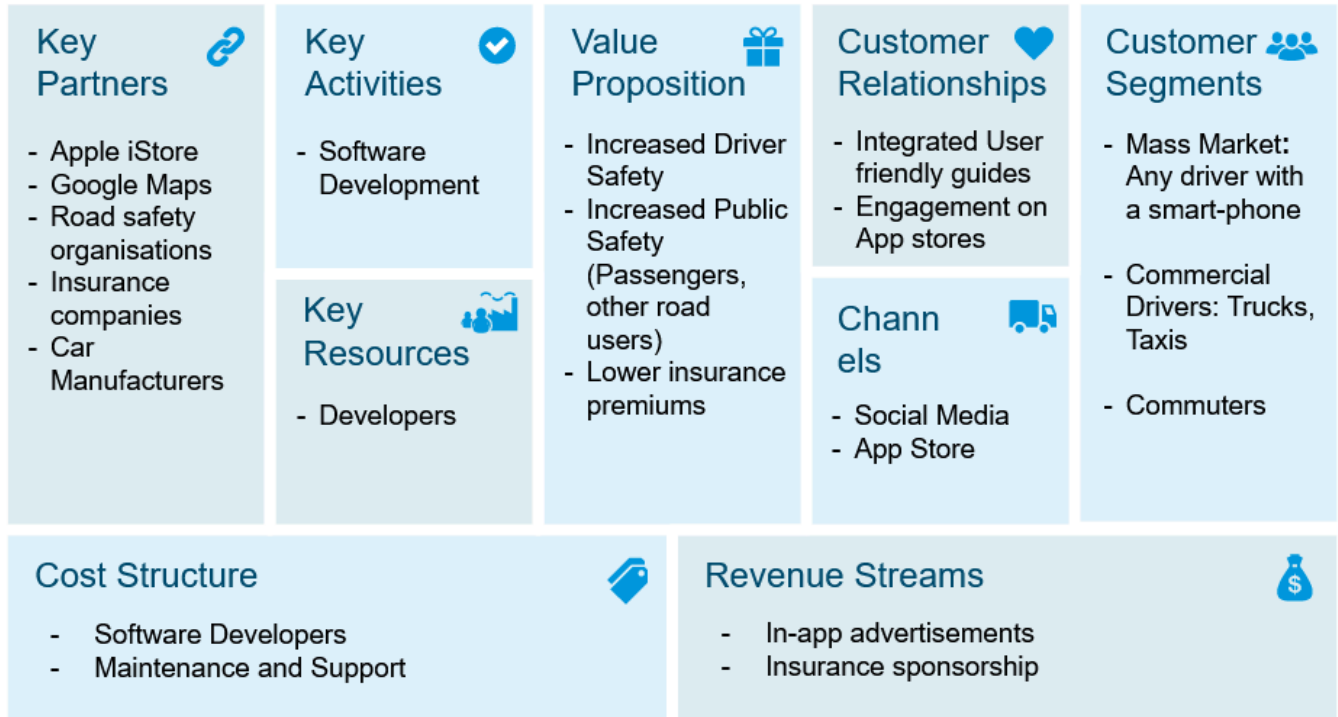 Key
Partners
- Apple iStore
- Google Maps
- Road safety
organisations
- Insurance
companies
- Car
Manufacturers
Key
Activities
- Software
Development
Key
Resources
- Developers
Value
Proposition
- Increased Driver
Safety
- Increased Public
Safety
(Passengers,
other road
users)
- Lower insurance
premiums
Customer
Relationships
- Integrated User
friendly guides
- Engagement on
App stores
Chann
els
- Social Media
- App Store
Customer
Segments
- Mass Market:
Any driver with
a smart-phone
- Commercial
Drivers: Trucks,
Taxis
- Commuters
Cost Structure
- Software Developers
- Maintenance and Support
Revenue Streams
$
- In-app advertisements
- Insurance sponsorship